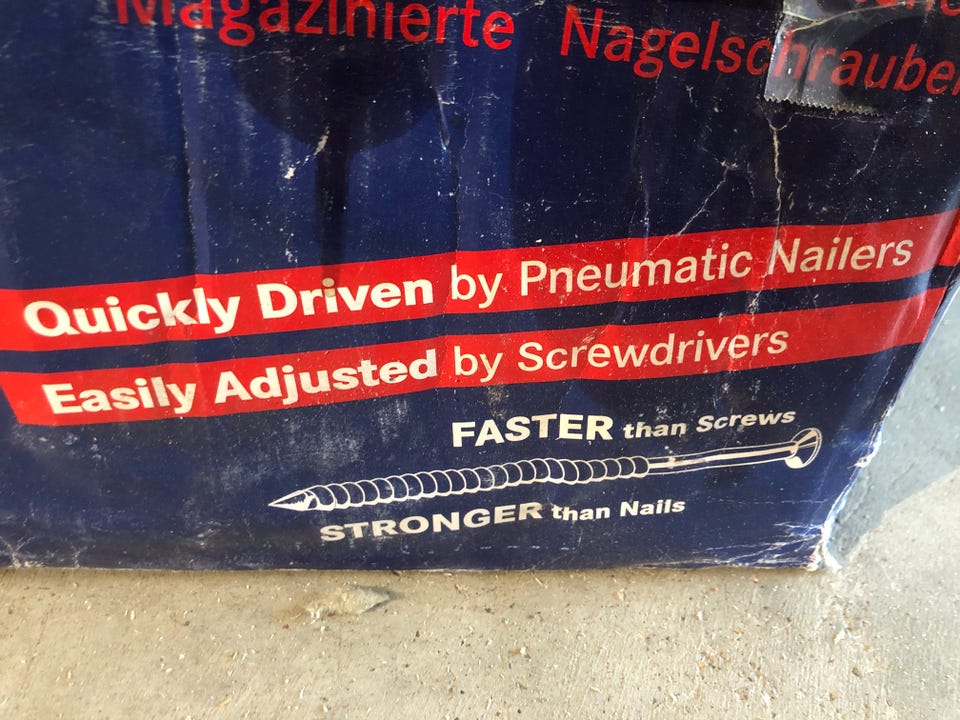 Magazinierte Nagelschrauben
Quickly Driven by Pneumatic Nailers
Easily Adjusted by Screwdrivers
FASTER than Screws
STRONGER than Nails